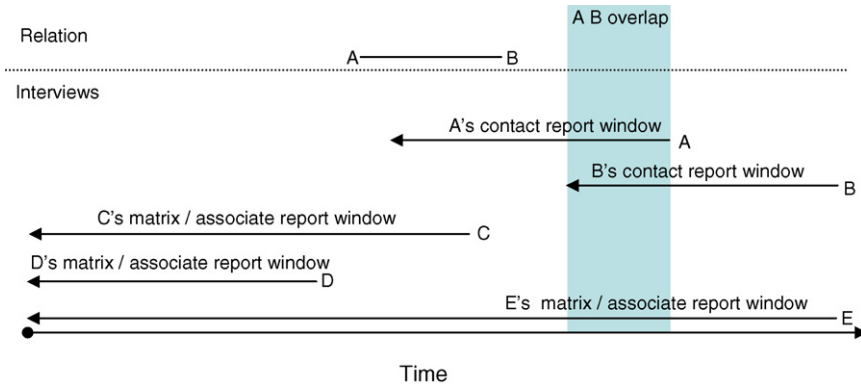 A B overlap
Relation
A B
Interviews
A's contact report window
A
B's contact report window
B
C's matrix / associate report window
C
D's matrix / associate report window
D
E's matrix / associate report window
E
Time